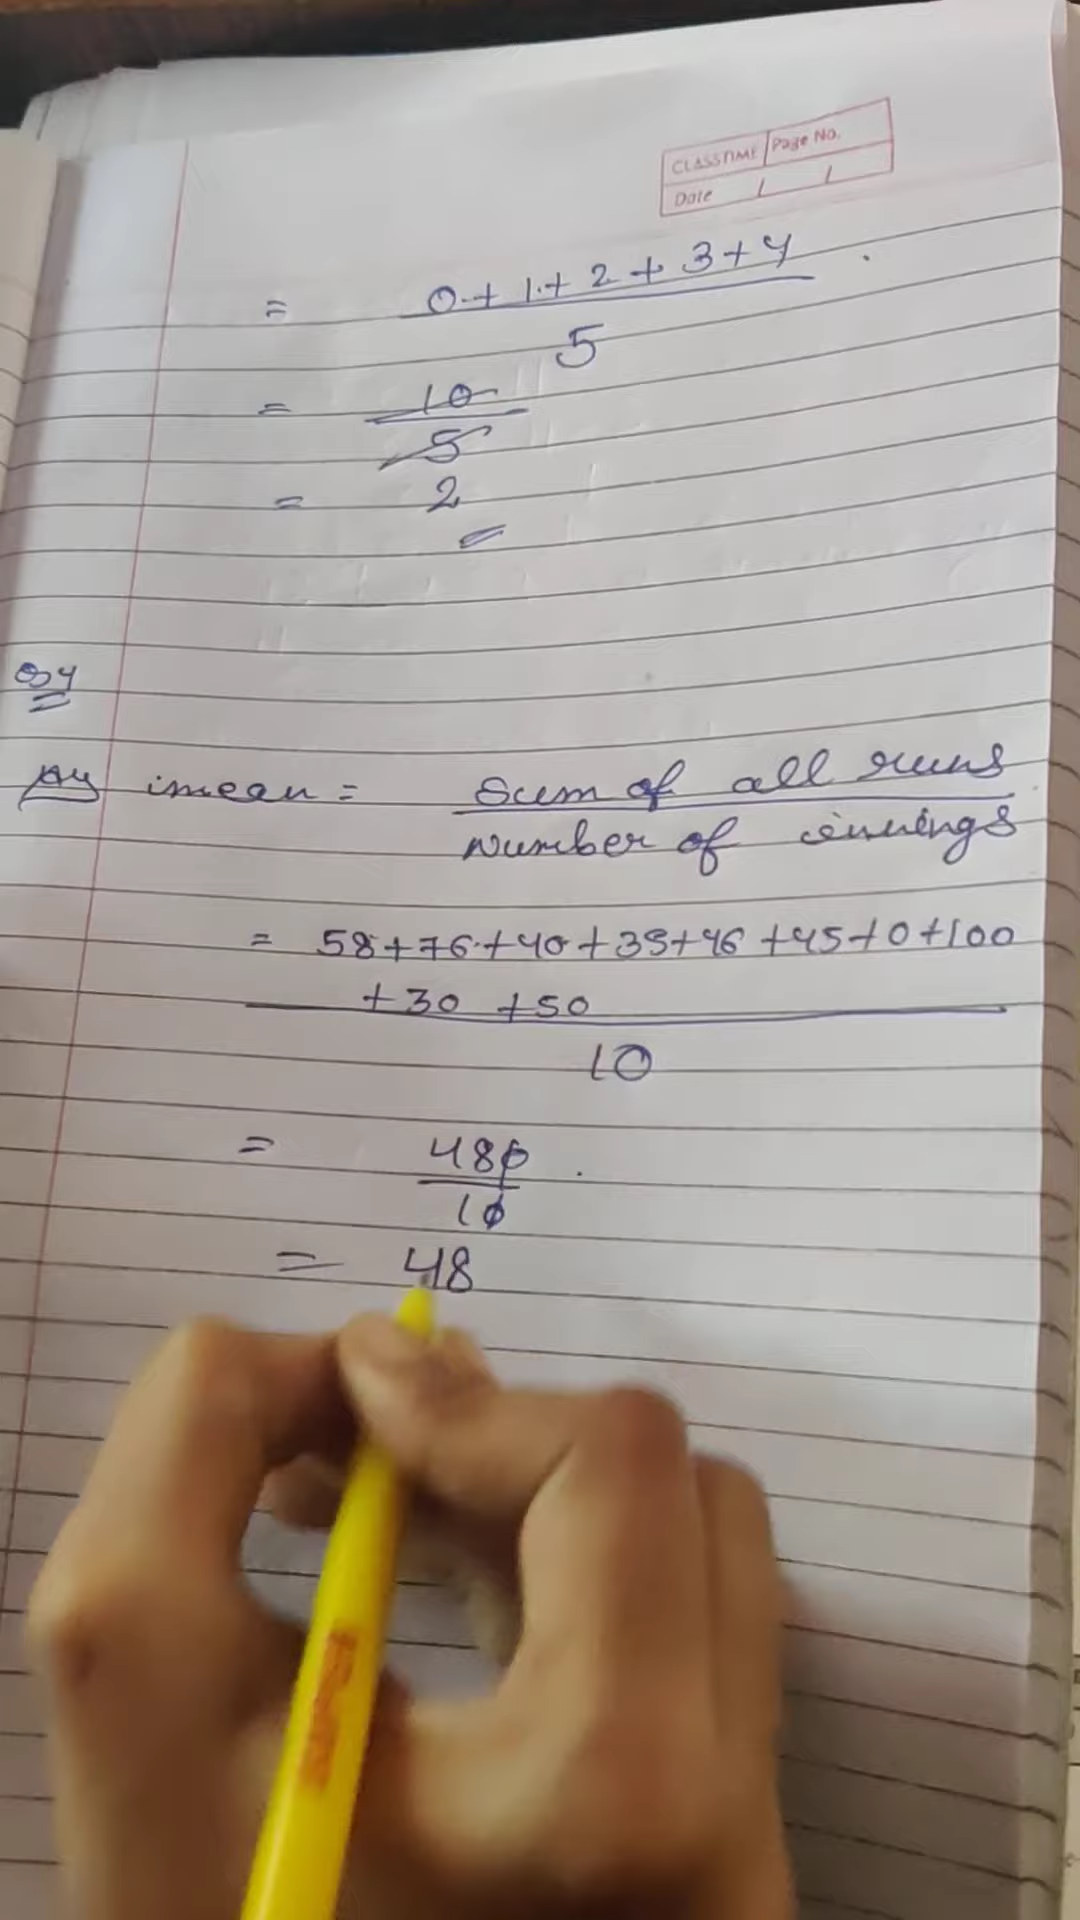 CLASSTIME Page No.
Date / /
= 0 + 1 + 2 + 3 + 4
5
= 10
5
= 2
Q4
Ans mean = Sum of all runs
Number of innings
= 58 + 76 + 40 + 35 + 46 + 45 + 0 + 100
+ 30 + 50
10
= 480
10
= 48